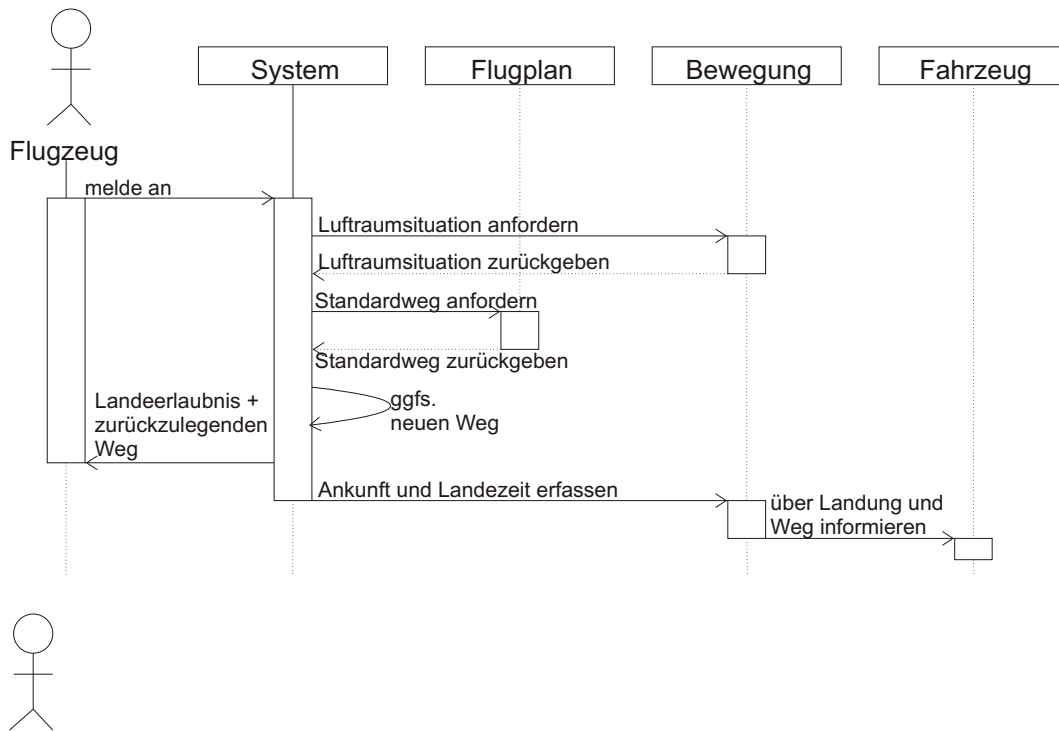 System
Flugplan
Bewegung
Fahrzeug
Flugzeug
melde an
Luftraumsituation anfordern
Luftraumsituation zurückgeben
Standardweg anfordern
Standardweg zurückgeben
ggfs.
neuen Weg
Landeerlaubnis +
zurückzulegenden
Weg
Ankunft und Landezeit erfassen
über Landung und
Weg informieren